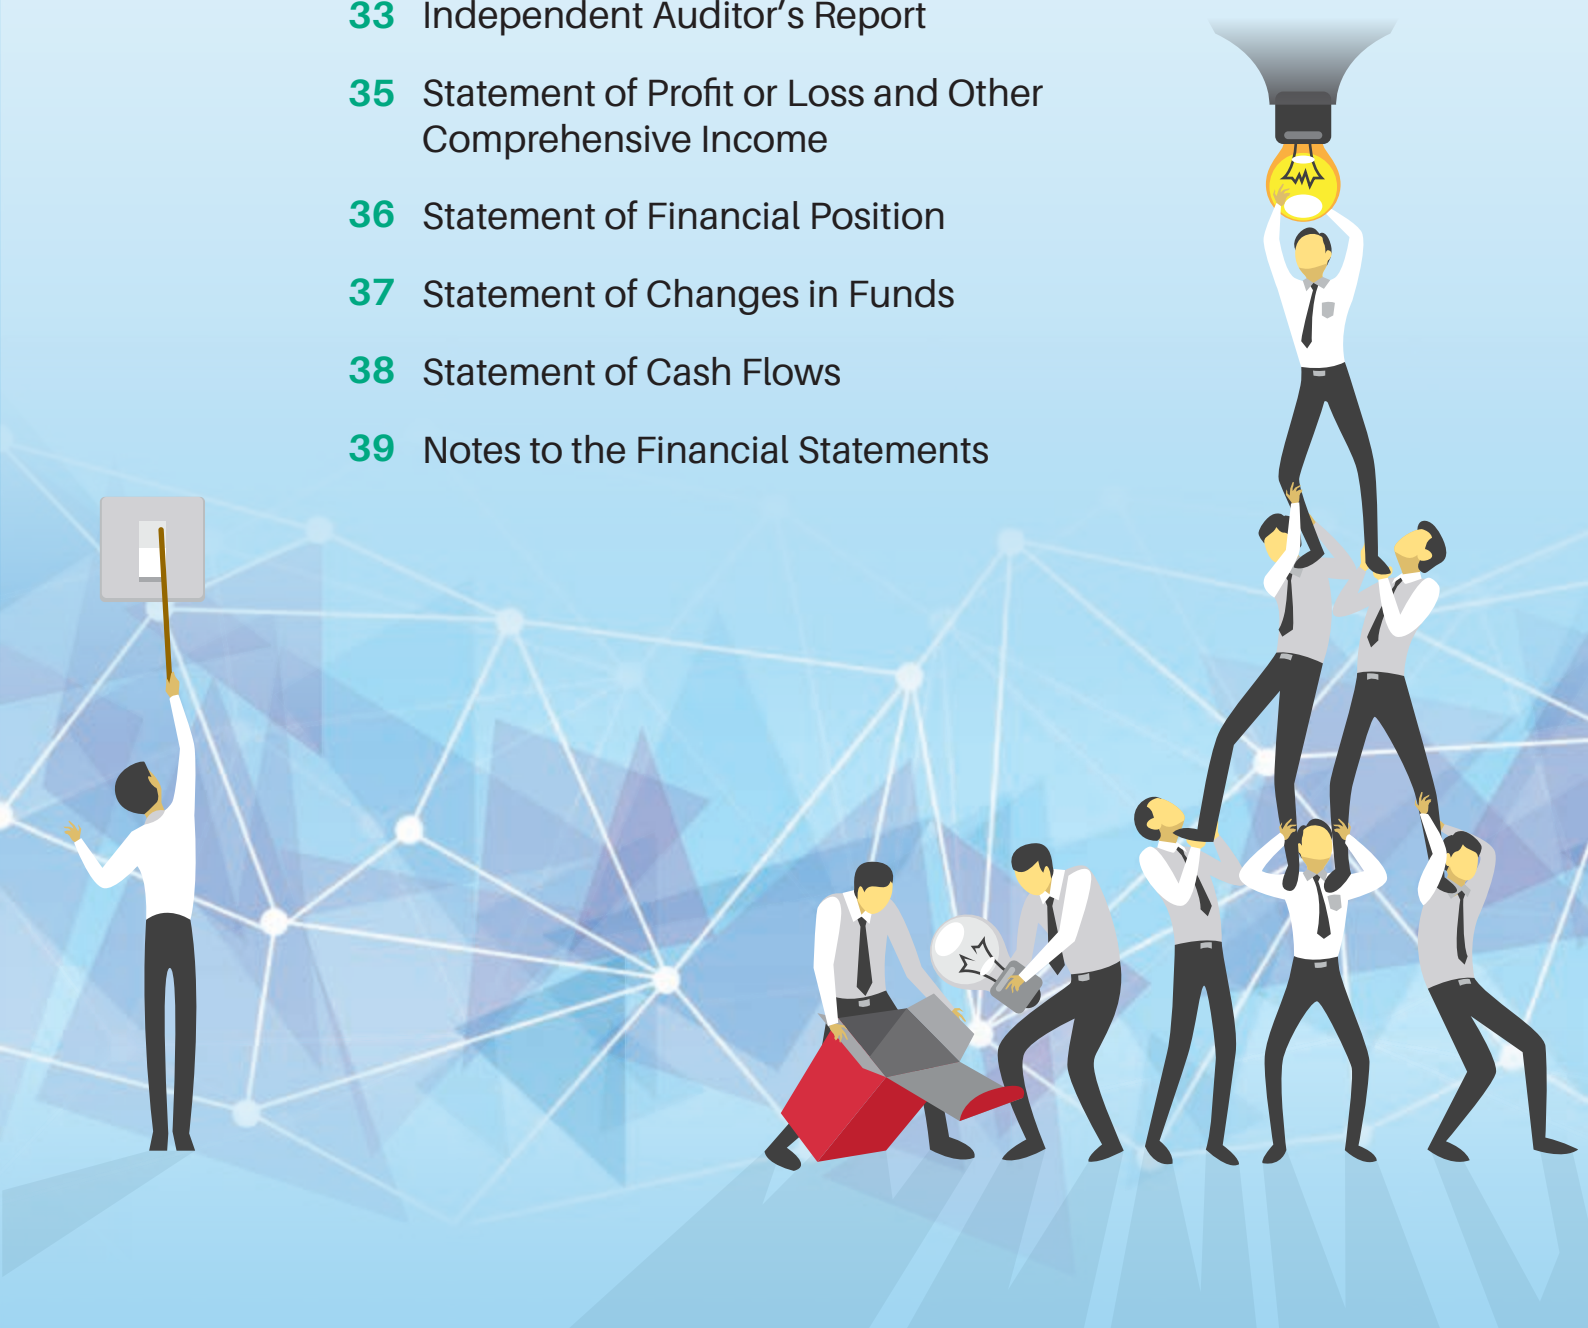 33 Independent Auditor’s Report
35 Statement of Profit or Loss and Other
Comprehensive Income
36 Statement of Financial Position
37 Statement of Changes in Funds
38 Statement of Cash Flows
39 Notes to the Financial Statements